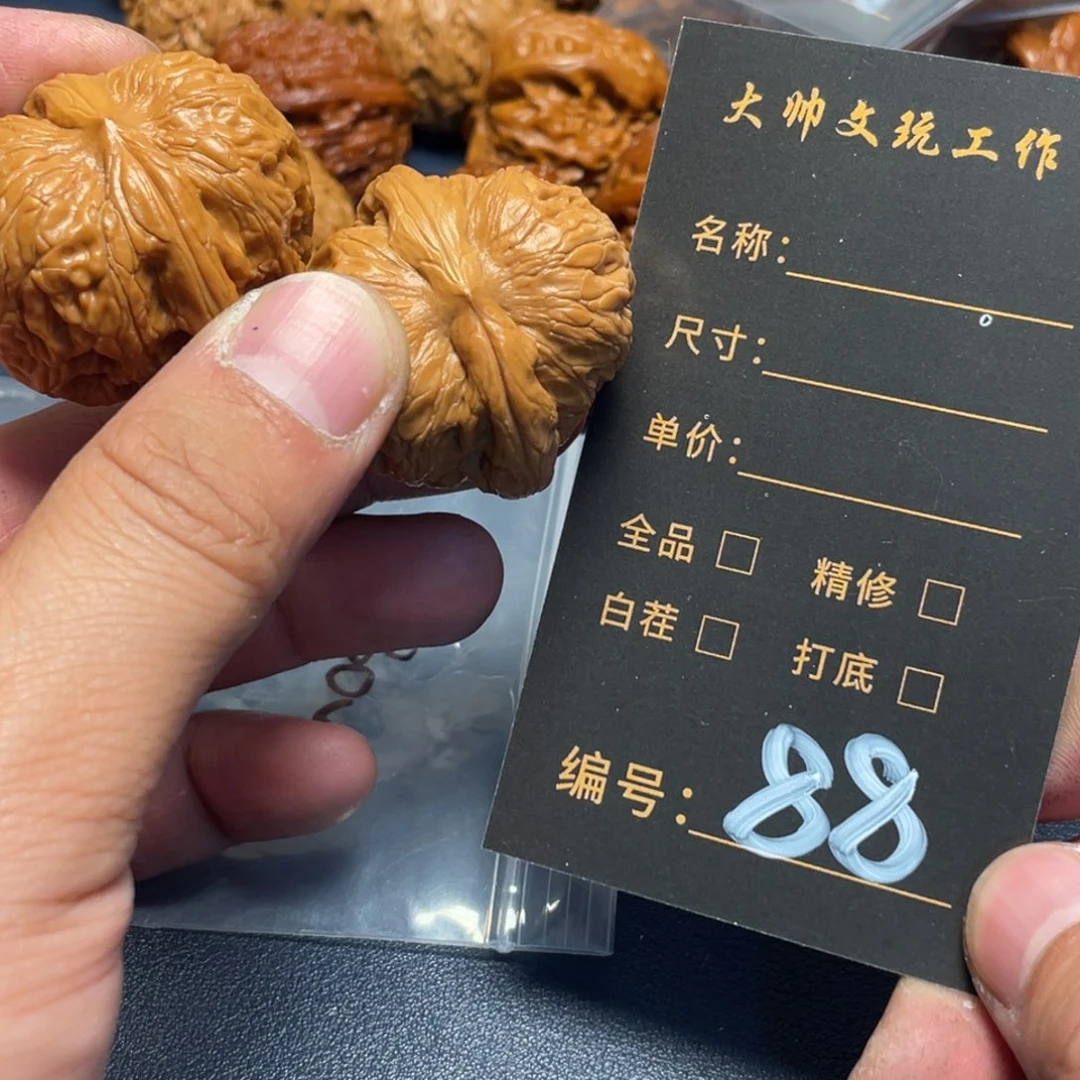 大帅文玩工作
名称:
尺寸:
单价:
全品 □ 精修 □
白茬 □ 打底 □
编号: 88